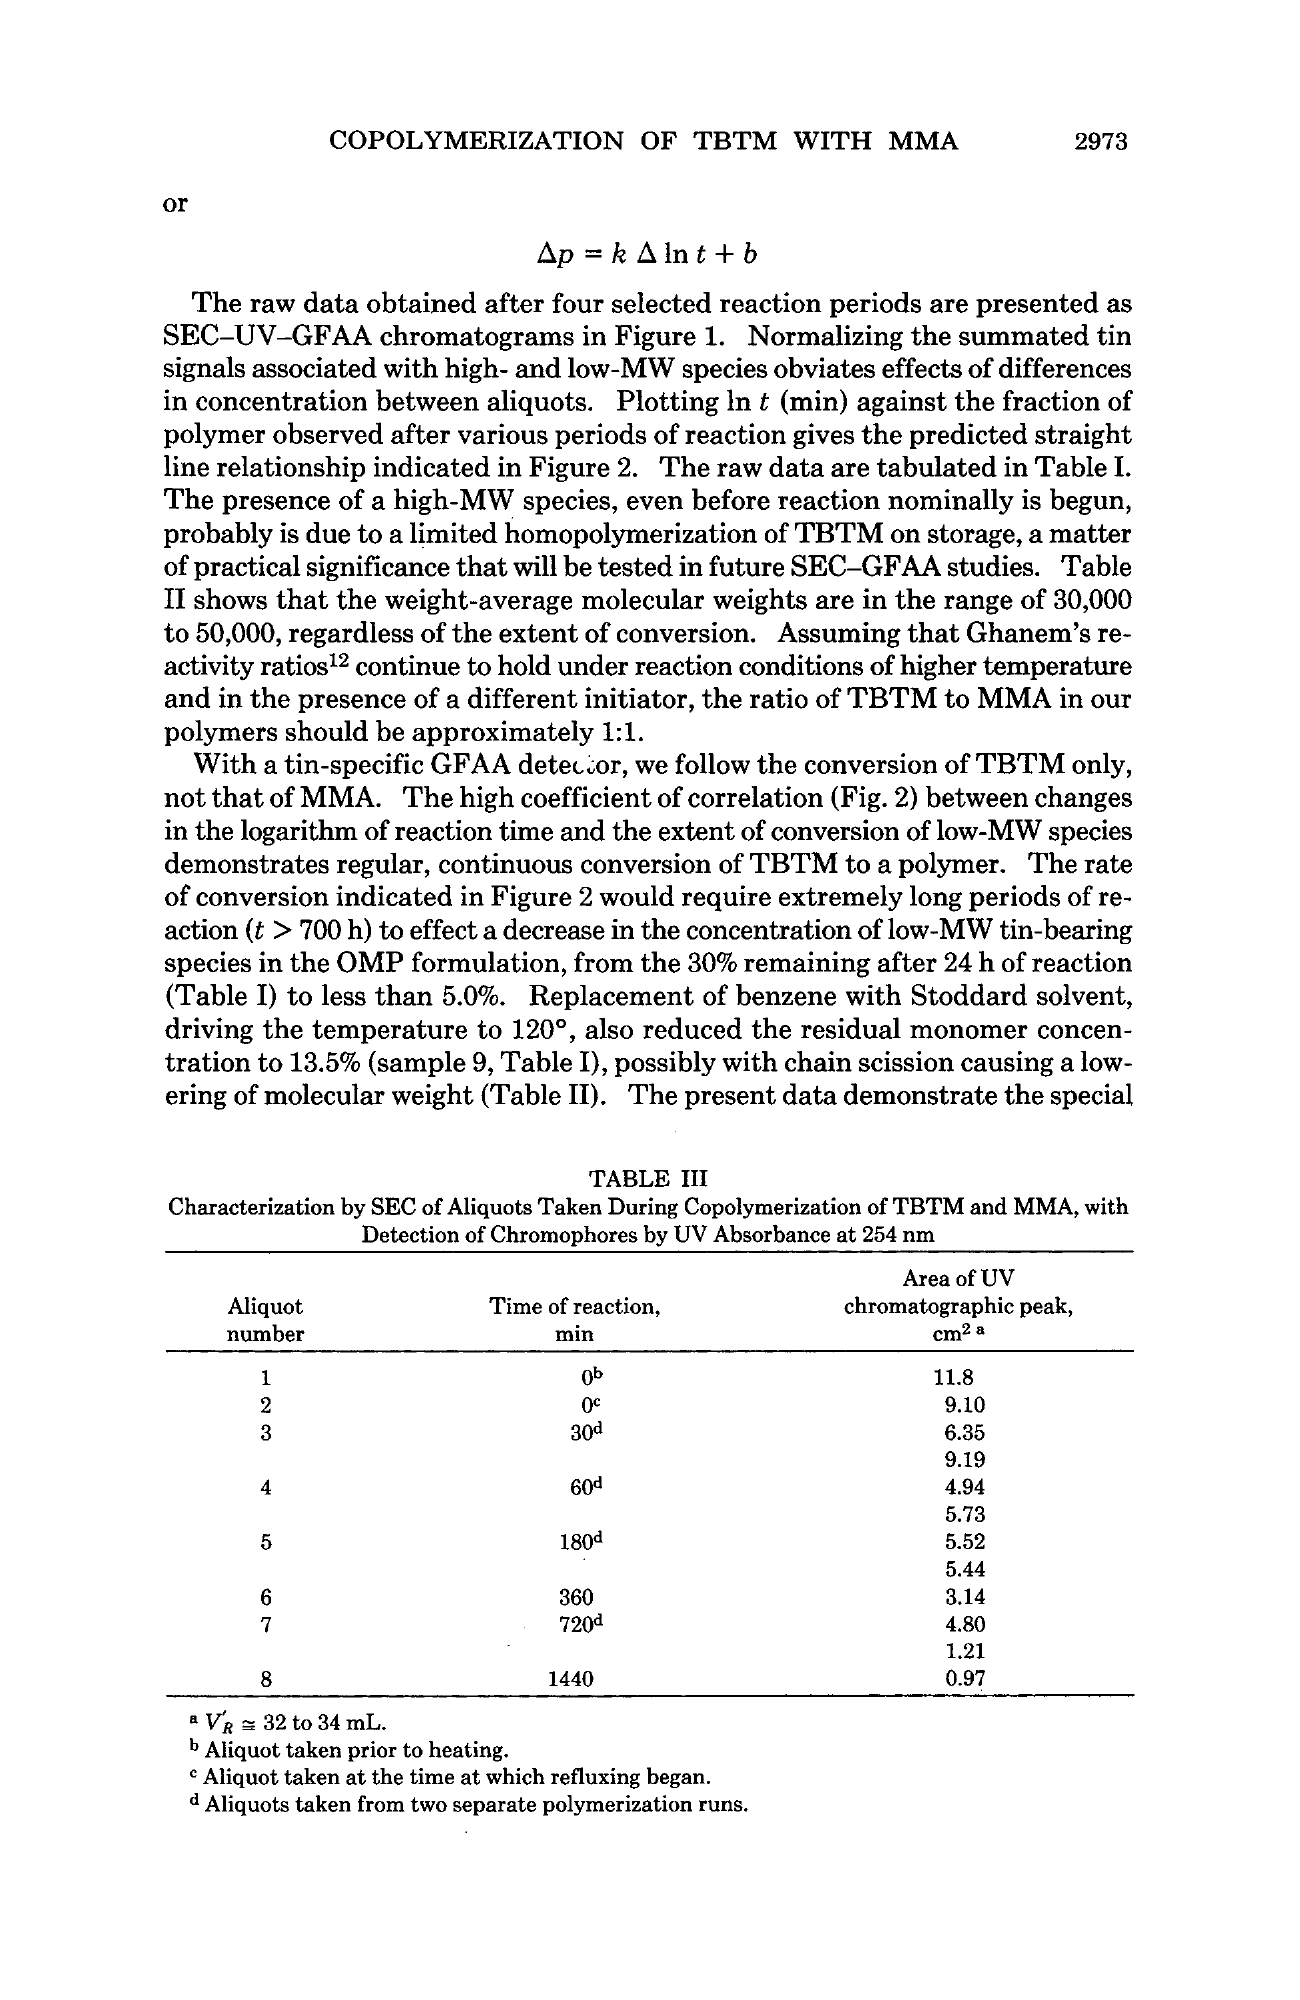 COPOLYMERIZATION OF TBTM WITH MMA 2973
or
Δp = k Δ ln t + b
The raw data obtained after four selected reaction periods are presented as
SEC–UV–GFAA chromatograms in Figure 1. Normalizing the summated tin
signals associated with high- and low-MW species obviates effects of differences
in concentration between aliquots. Plotting ln t (min) against the fraction of
polymer observed after various periods of reaction gives the predicted straight
line relationship indicated in Figure 2. The raw data are tabulated in Table I.
The presence of a high-MW species, even before reaction nominally is begun,
probably is due to a limited homopolymerization of TBTM on storage, a matter
of practical significance that will be tested in future SEC–GFAA studies. Table
II shows that the weight-average molecular weights are in the range of 30,000
to 50,000, regardless of the extent of conversion. Assuming that Ghanem's re-
activity ratios¹² continue to hold under reaction conditions of higher temperature
and in the presence of a different initiator, the ratio of TBTM to MMA in our
polymers should be approximately 1:1.
With a tin-specific GFAA detector, we follow the conversion of TBTM only,
not that of MMA. The high coefficient of correlation (Fig. 2) between changes
in the logarithm of reaction time and the extent of conversion of low-MW species
demonstrates regular, continuous conversion of TBTM to a polymer. The rate
of conversion indicated in Figure 2 would require extremely long periods of re-
action (t > 700 h) to effect a decrease in the concentration of low-MW tin-bearing
species in the OMP formulation, from the 30% remaining after 24 h of reaction
(Table I) to less than 5.0%. Replacement of benzene with Stoddard solvent,
driving the temperature to 120°, also reduced the residual monomer concen-
tration to 13.5% (sample 9, Table I), possibly with chain scission causing a low-
ering of molecular weight (Table II). The present data demonstrate the special
TABLE III
Characterization by SEC of Aliquots Taken During Copolymerization of TBTM and MMA, with
Detection of Chromophores by UV Absorbance at 254 nm
Area of UV
Aliquot Time of reaction, chromatographic peak,
number min cm² ᵃ
1 0ᵇ 11.8
2 0ᶜ 9.10
3 30ᵈ 6.35
9.19
4 60ᵈ 4.94
5.73
5 180ᵈ 5.52
5.44
6 360 3.14
7 720ᵈ 4.80
1.21
8 1440 0.97
ᵃ V′R ≅ 32 to 34 mL.
ᵇ Aliquot taken prior to heating.
ᶜ Aliquot taken at the time at which refluxing began.
ᵈ Aliquots taken from two separate polymerization runs.